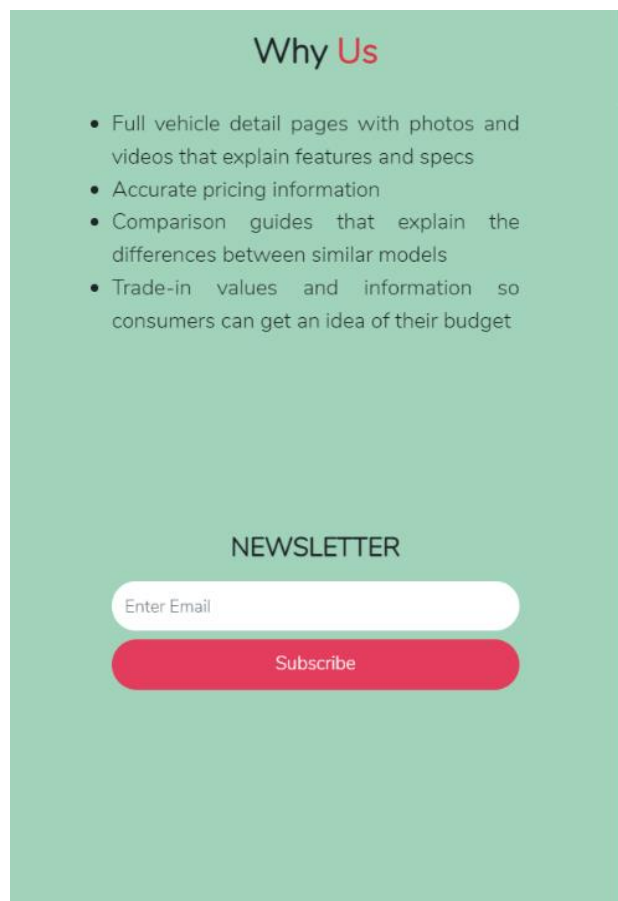 Why Us
• Full vehicle detail pages with photos and
videos that explain features and specs
• Accurate pricing information
• Comparison guides that explain the
differences between similar models
• Trade-in values and information so
consumers can get an idea of their budget
NEWSLETTER
Enter Email
Subscribe